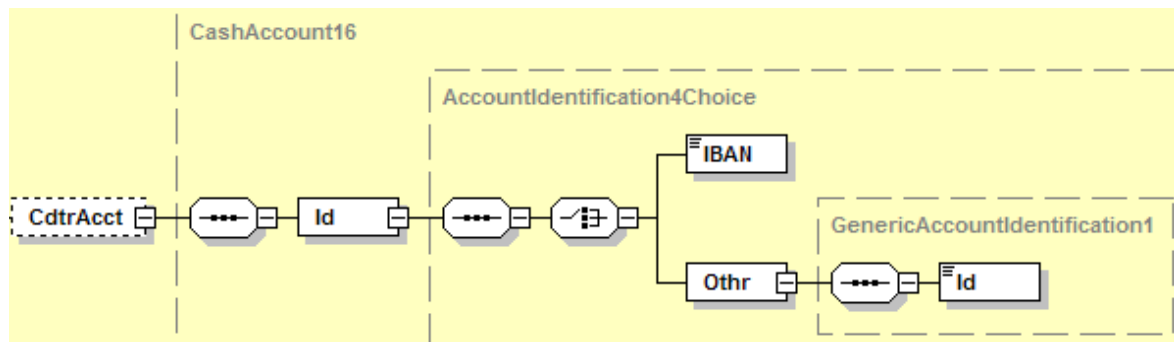 CashAccount16
AccountIdentification4Choice
IBAN
CdtrAcct
Id
GenericAccountIdentification1
Othr
Id